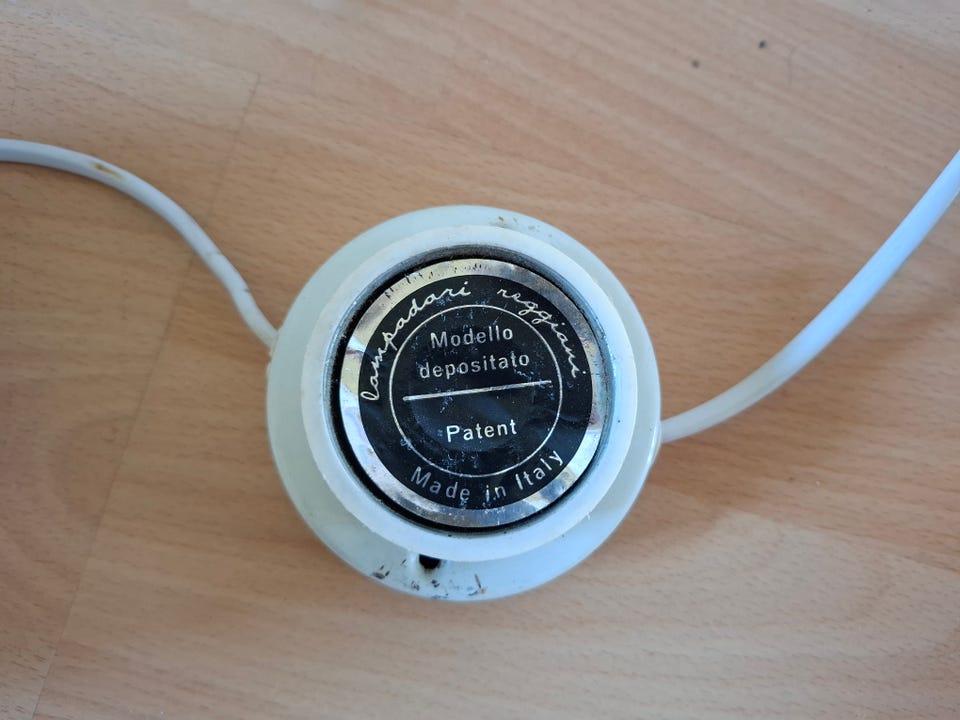 lampadari reggiani
Modello
depositato
Patent
Made in Italy